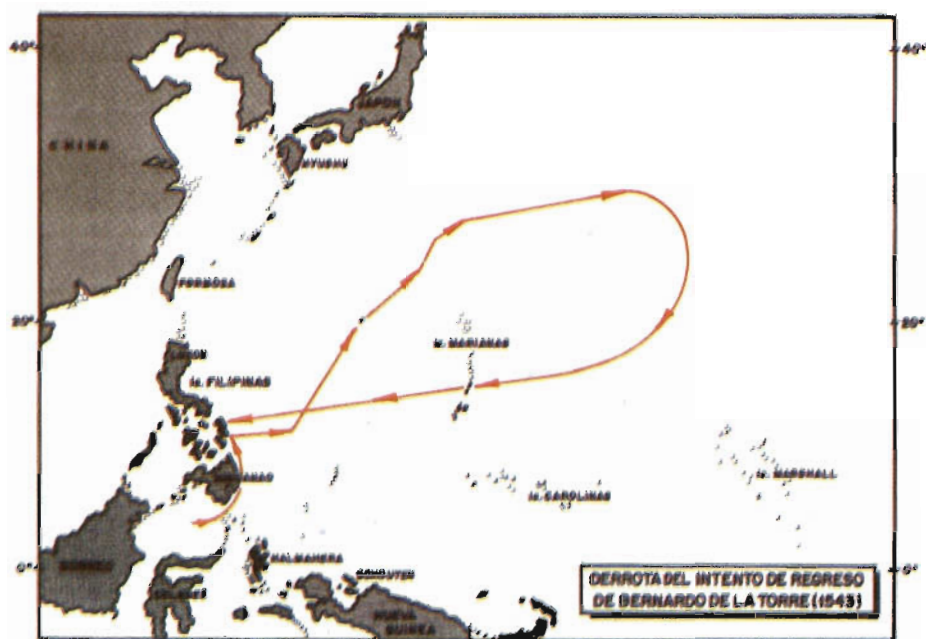 40°
40°
JAPON
CHINA
KYUSHU
FORMOSA
20°
20°
Is. MARIANAS
LUZON
Is. FILIPINAS
MINDANAO
Is. MARSHALL
Is. CAROLINAS
HALMAHERA
BORNEO
0°
0°
CELEBES
NUEVA
GUINEA
DERROTA DEL INTENTO DE REGRESO
DE BERNARDO DE LA TORRE (1543)